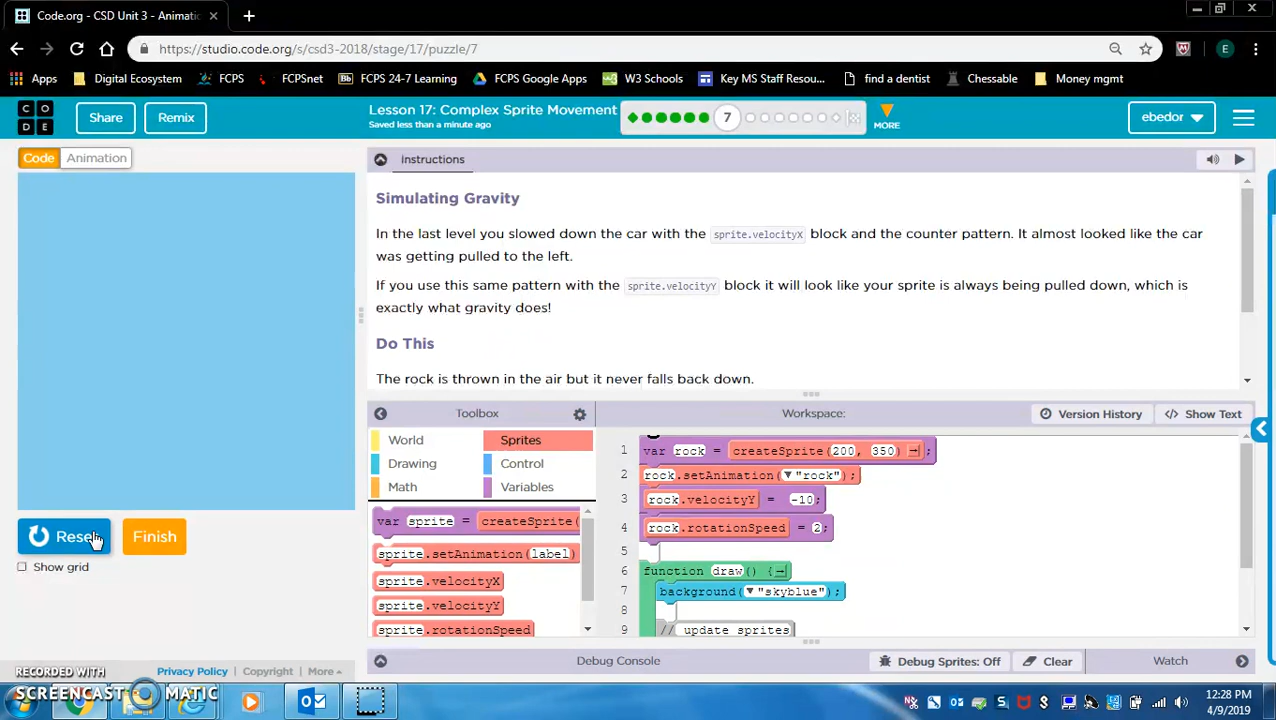 Code.org - CSD Unit 3 - Animatio
https://studio.code.org/s/csd3-2018/stage/17/puzzle/7
E
Apps Digital Ecosystem FCPS FCPSnet Bb FCPS 24-7 Learning FCPS Google Apps W3 Schools Key MS Staff Resou... find a dentist Chessable Money mgmt
C O D E Share Remix Lesson 17: Complex Sprite Movement 7 MORE ebedor
Saved less than a minute ago
Code Animation Instructions
Simulating Gravity
In the last level you slowed down the car with the sprite.velocityX block and the counter pattern. It almost looked like the car
was getting pulled to the left.
If you use this same pattern with the sprite.velocityY block it will look like your sprite is always being pulled down, which is
exactly what gravity does!
Do This
The rock is thrown in the air but it never falls back down.
Toolbox Workspace: Version History </> Show Text
World Sprites
Drawing Control
Math Variables
var sprite = createSprite(
sprite.setAnimation(label)
sprite.velocityX
sprite.velocityY
sprite.rotationSpeed
1 var rock = createSprite(200, 350);
2 rock.setAnimation("rock");
3 rock.velocityY = -10;
4 rock.rotationSpeed = 2;
5
6 function draw() {
7 background("skyblue");
8
9 // update sprites
Reset Finish
Show grid
Debug Console Debug Sprites: Off Clear Watch
Privacy Policy | Copyright | More
RECORDED WITH
SCREENCAST MATIC
12:28 PM
4/9/2019